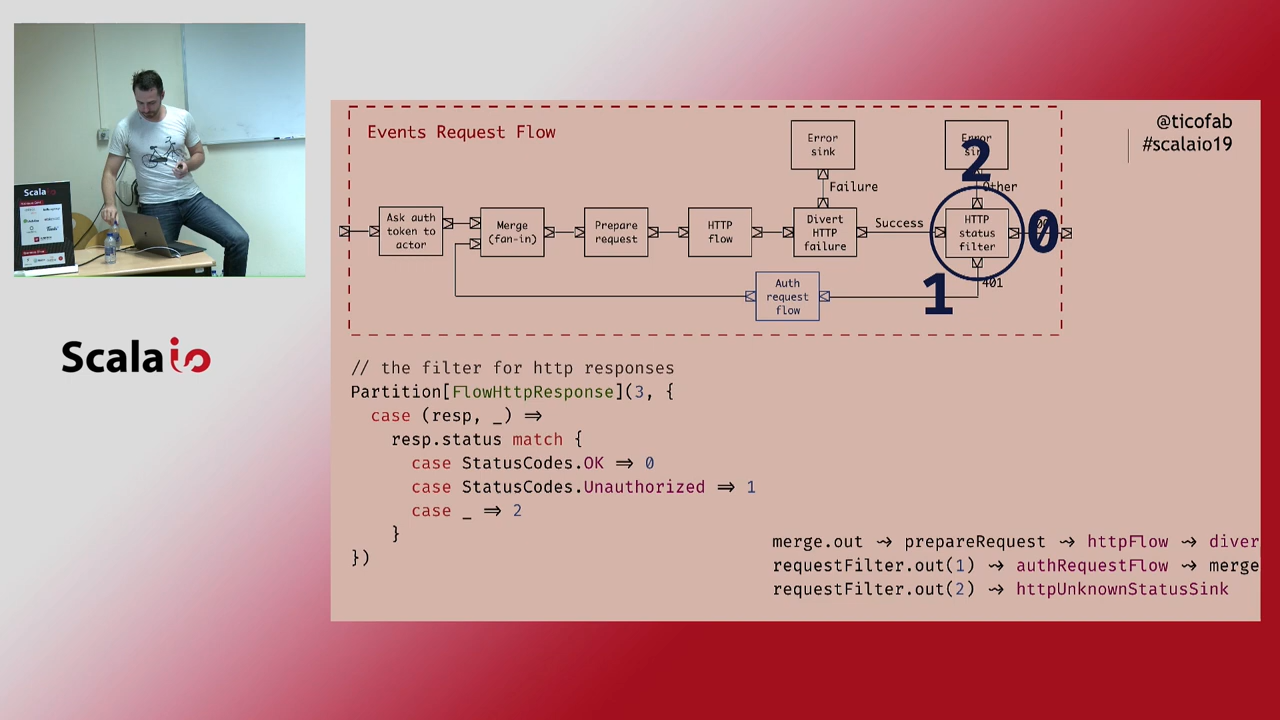 Scalaio
Scalaio
@ticofab
#scalaio19
Events Request Flow
Error
sink
Error
2
Failure
Other
Ask auth
token to
actor
Merge
(fan-in)
Prepare
request
HTTP
flow
Divert
HTTP
failure
Success
HTTP
status
filter
0
Auth
request
flow
1
401
// the filter for http responses
Partition[FlowHttpResponse](3, {
case (resp, _) ⇒
resp.status match {
case StatusCodes.OK ⇒ 0
case StatusCodes.Unauthorized ⇒ 1
case _ ⇒ 2
}
})
merge.out ~> prepareRequest ~> httpFlow ~> diver
requestFilter.out(1) ~> authRequestFlow ~> merge
requestFilter.out(2) ~> httpUnknownStatusSink